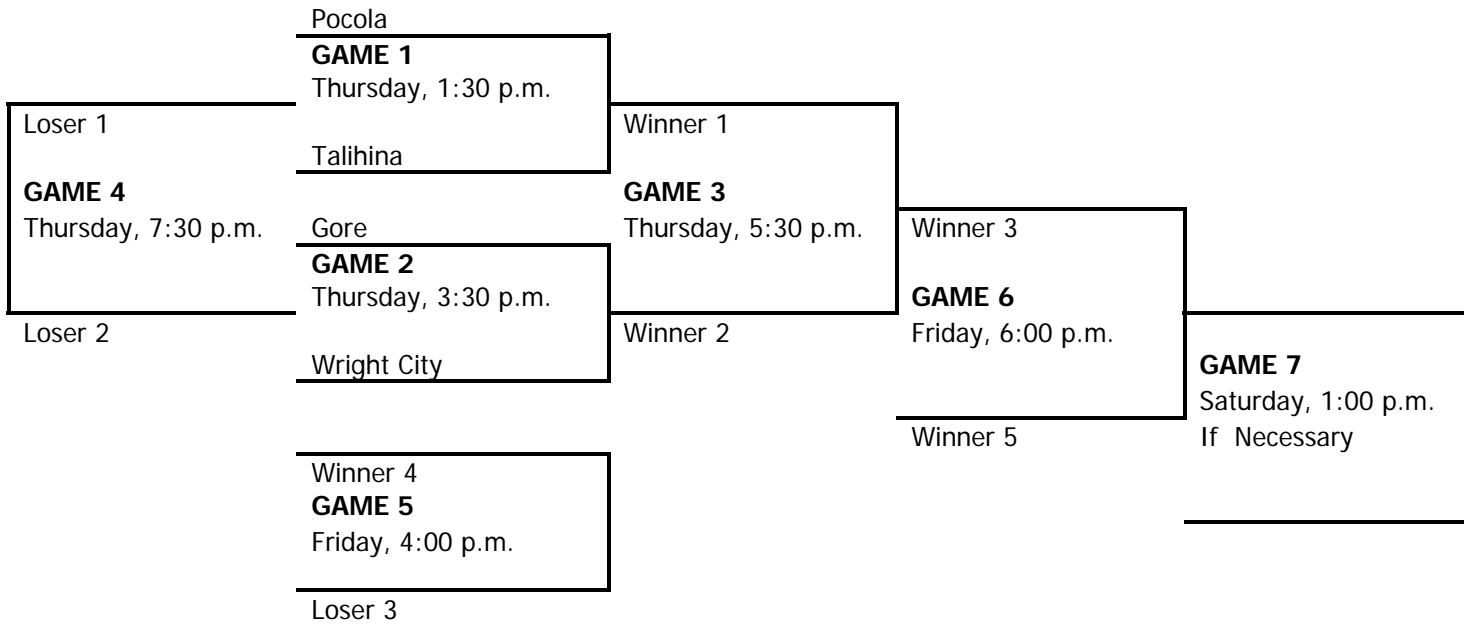 Pocola
GAME 1
Thursday, 1:30 p.m.
Talihina
Loser 1
GAME 4
Thursday, 7:30 p.m.
Loser 2
Gore
GAME 2
Thursday, 3:30 p.m.
Wright City
Winner 1
GAME 3
Thursday, 5:30 p.m.
Winner 2
Winner 4
GAME 5
Friday, 4:00 p.m.
Loser 3
Winner 3
GAME 6
Friday, 6:00 p.m.
Winner 5
GAME 7
Saturday, 1:00 p.m.
If Necessary